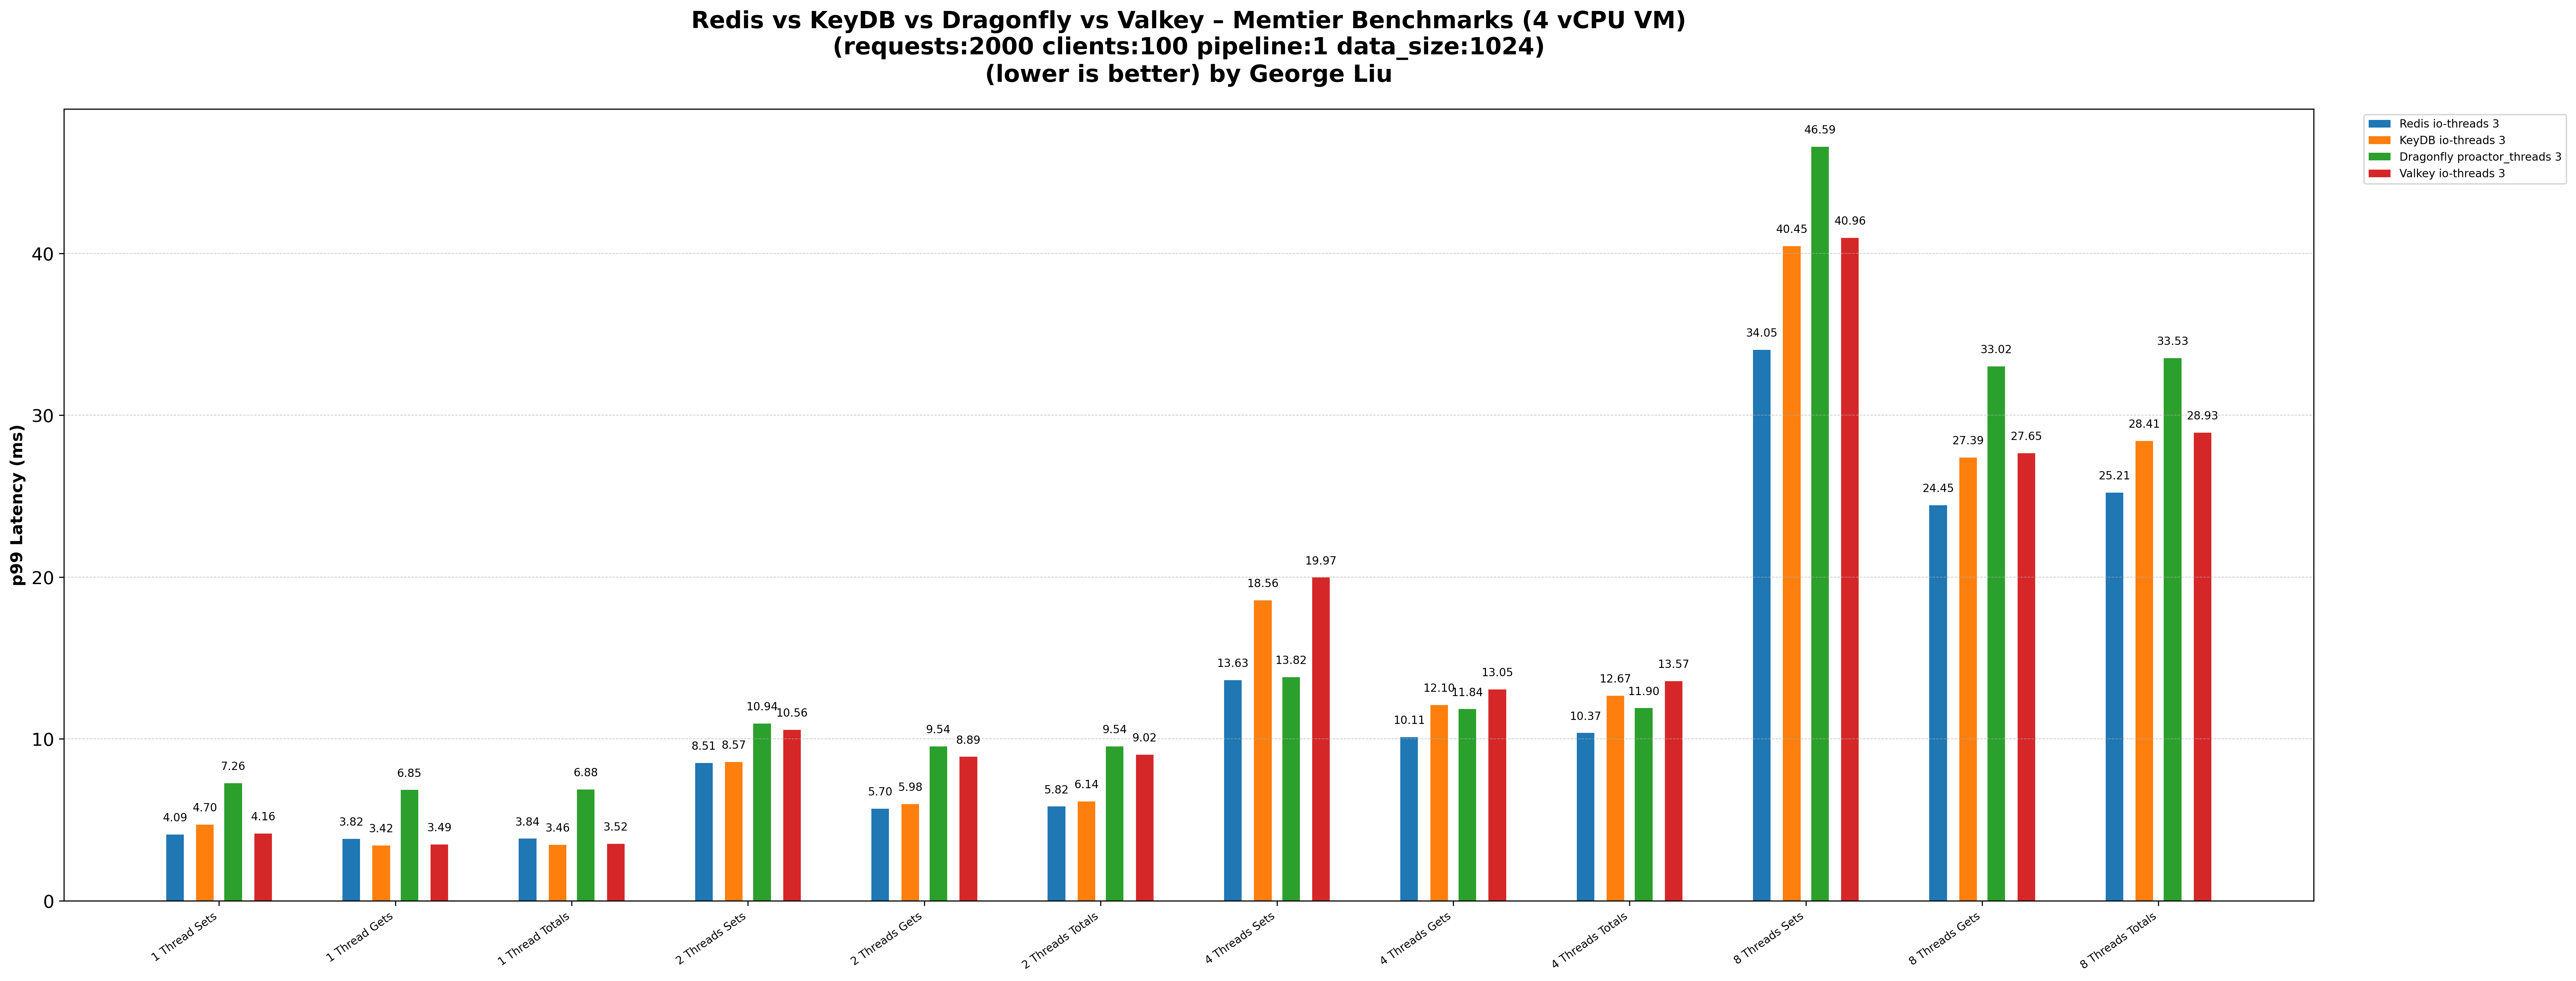 Redis vs KeyDB vs Dragonfly vs Valkey – Memtier Benchmarks (4 vCPU VM)
(requests:2000 clients:100 pipeline:1 data_size:1024)
(lower is better) by George Liu
Redis io-threads 3
KeyDB io-threads 3
Dragonfly proactor_threads 3
Valkey io-threads 3
p99 Latency (ms)
40
30
20
10
0
4.09 4.70 7.26 4.16
3.82 3.42 6.85 3.49
3.84 3.46 6.88 3.52
8.51 8.57 10.94 10.56
5.70 5.98 9.54 8.89
5.82 6.14 9.54 9.02
13.63 18.56 13.82 19.97
10.11 12.10 11.84 13.05
10.37 12.67 11.90 13.57
34.05 40.45 46.59 40.96
24.45 27.39 33.02 27.65
25.21 28.41 33.53 28.93
1 Thread Sets
1 Thread Gets
1 Thread Totals
2 Threads Sets
2 Threads Gets
2 Threads Totals
4 Threads Sets
4 Threads Gets
4 Threads Totals
8 Threads Sets
8 Threads Gets
8 Threads Totals